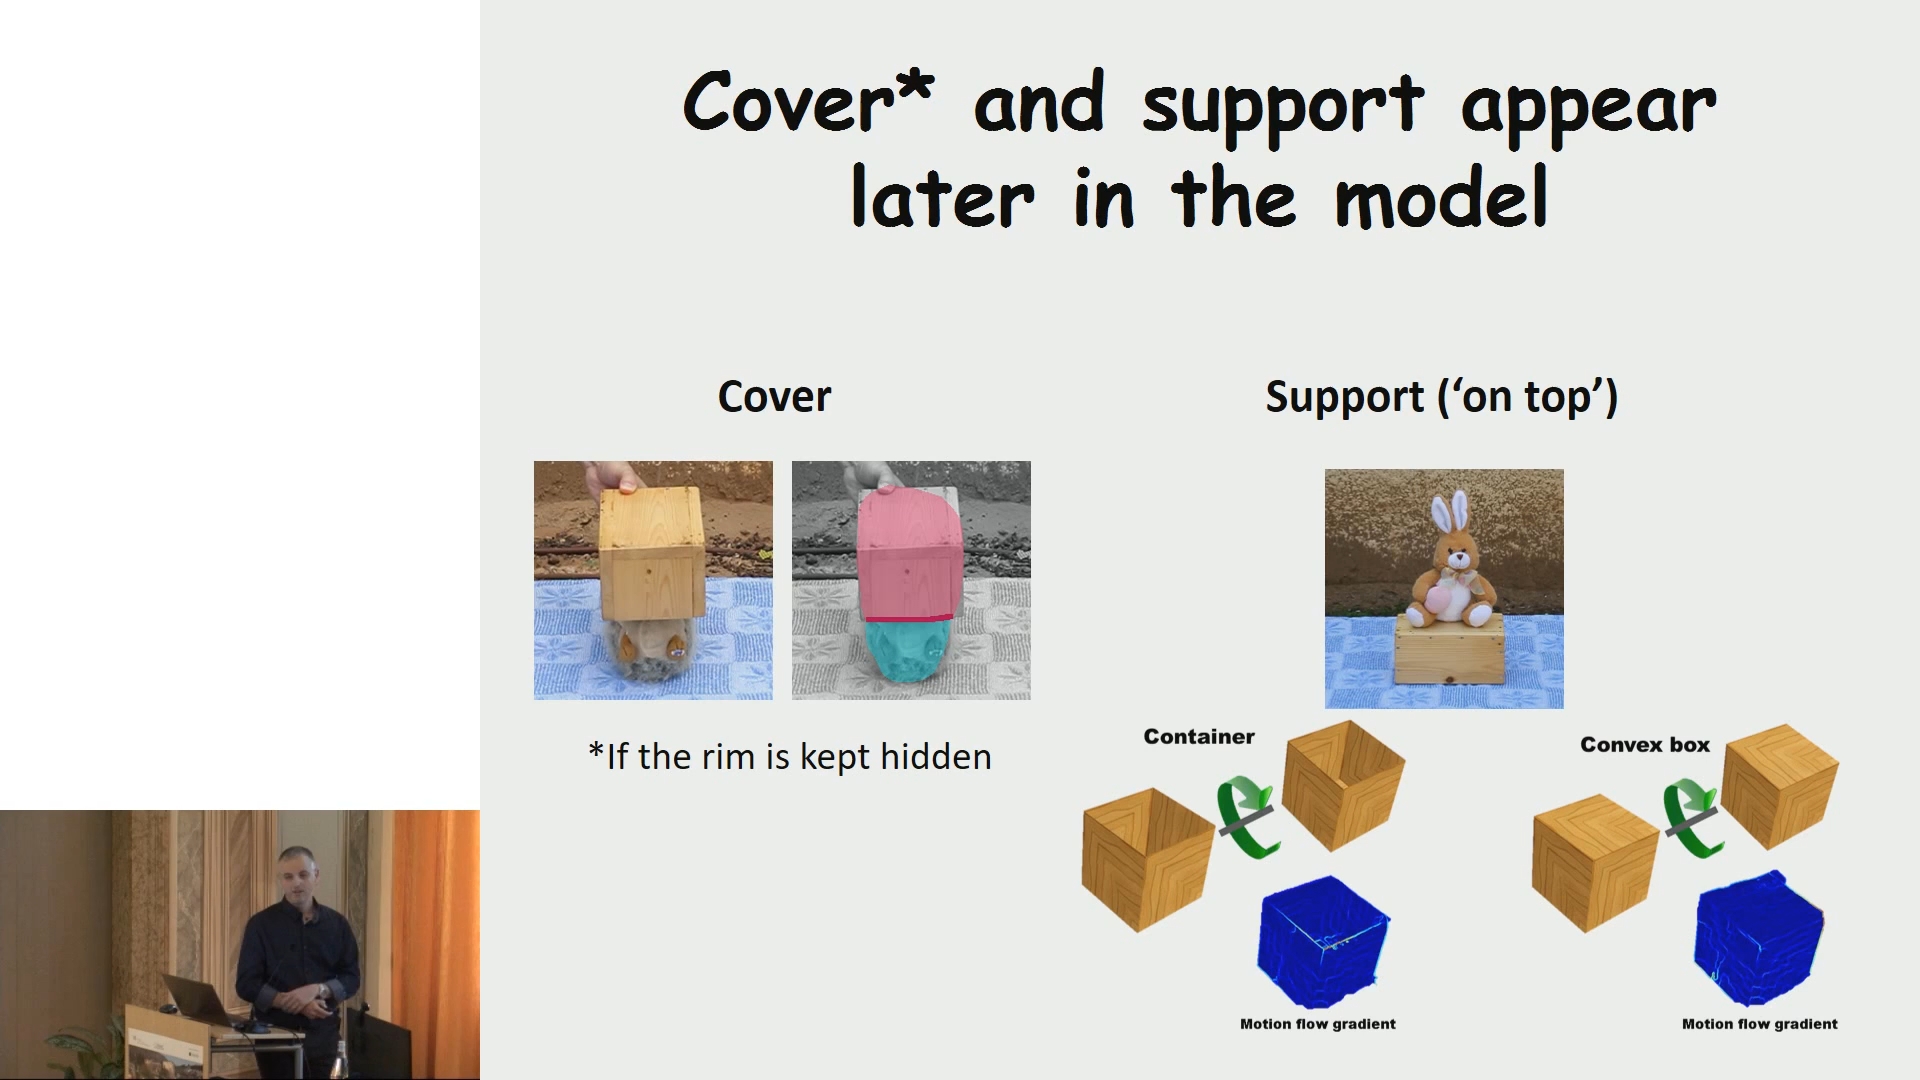 Cover* and support appear
later in the model
Cover
Support (‘on top’)
*If the rim is kept hidden
Container
Convex box
Motion flow gradient
Motion flow gradient